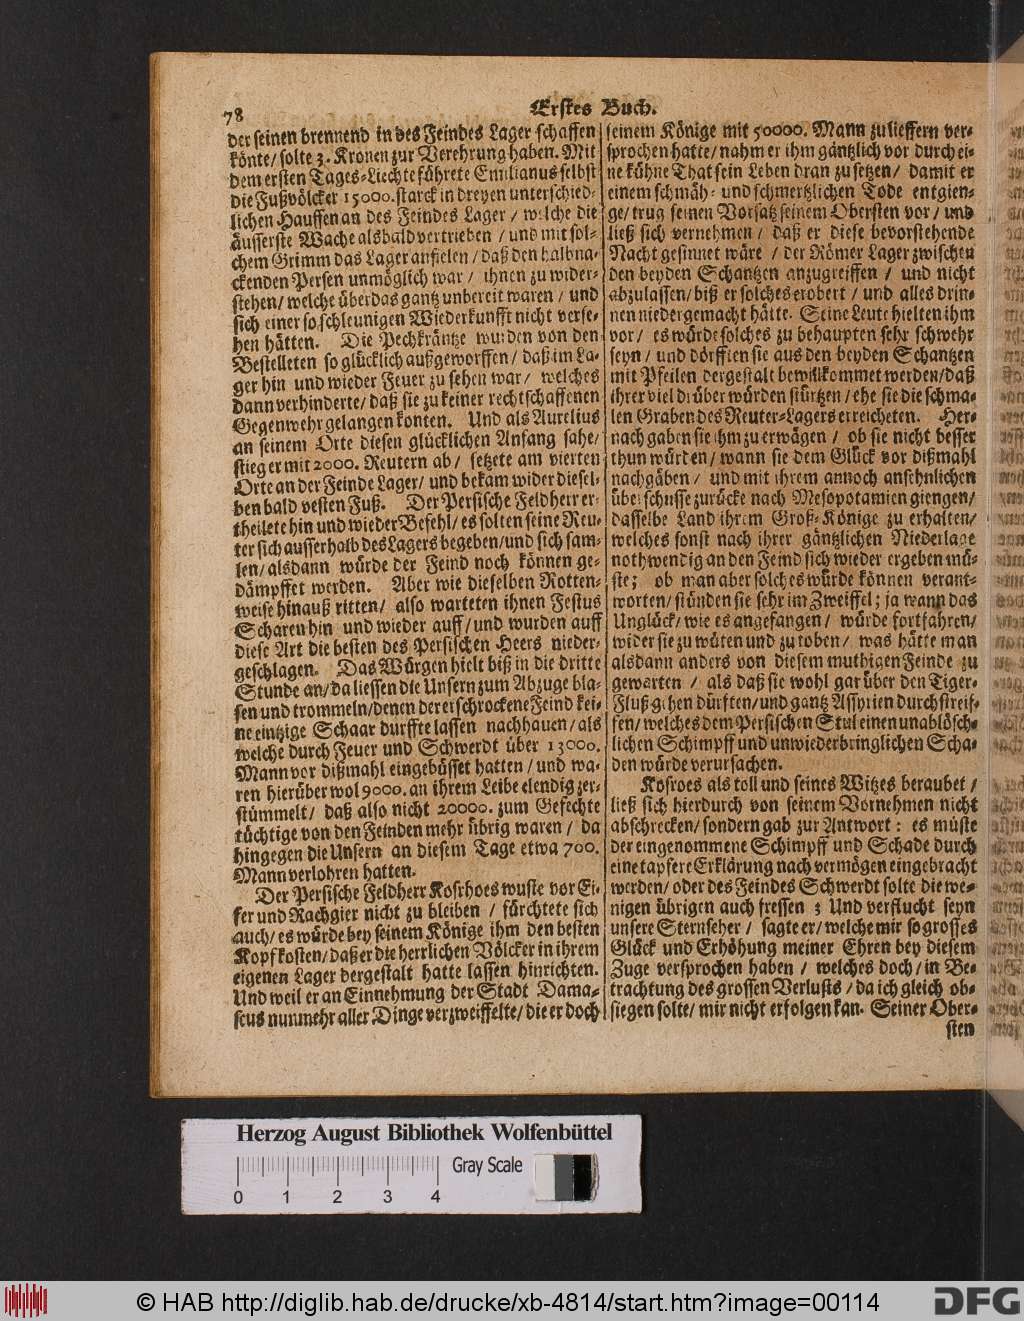 78
Erstes Buch.
der seinen brennend in des Feindes Lager schaffen
könte/ solte 3. Kronen zur Verehrung haben. Mit
dem ersten Tages-Liechte führete Emilianus selbst
die Fußvölcker 15000. starck in dreyen unterschied-
lichen Hauffen an des Feindes Lager / welche die
äusserste Wache alsbald vertrieben / und mit sol-
chem Grimm das Lager anfielen / daß den halbna-
ckenden Persen unmöglich war / ihnen zu wider-
stehen/ welche überdas gantz unbereit waren / und
sich einer so schleunigen Wiederkunfft nicht verse-
hen hätten. Die Pechkräntze wurden von den
Bestelleten so glücklich außgeworffen / daß im La-
ger hin und wieder Feuer zu sehen war / welches
dann verhinderte/ daß sie zu keiner rechtschaffenen
Gegenwehr gelangen konten. Und als Aurelius
an seinem Orte diesen glücklichen Anfang sahe/
stieg er mit 2000. Reutern ab / setzete am vierten
Orte an der Feinde Lager/ und bekam wider diesel-
ben bald vesten Fuß. Der Persische Feldherr er-
theilete hin und wieder Befehl/ es solten seine Reu-
ter sich ausserhalb des Lagers begeben/ und sich sam-
len/ alsdann würde der Feind noch können ge-
dämpffet werden. Aber wie dieselben Rotten-
weise hinauß ritten/ also warteten ihnen Festus
Scharen hin und wieder auff/ und wurden auff
diese Art die besten des Persischen Heers nieder-
geschlagen. Das Würgen hielt biß in die dritte
Stunde an/ da liessen die Unsern zum Abzuge bla-
sen und trommeln/ denen der erschrockene Feind kei-
ne eintzige Schaar durffte lassen nachhauen/ als
welche durch Feuer und Schwerdt über 13000.
Mann vor dißmahl eingebüsset hatten / und wa-
ren hierüber wol 9000. an ihrem Leibe elendig zer-
stümmelt / daß also nicht 20000. zum Gefechte
tüchtige von den Feinden mehr übrig waren / da
hingegen die Unsern an diesem Tage etwa 700.
Mann verlohren hatten.
Der Persische Feldherr Kosrhoes wuste vor Ei-
fer und Rachgier nicht zu bleiben / fürchtete sich
auch/ es würde bey seinem Könige ihm den besten
Kopf kosten/ daß er die herrlichen Völcker in ihrem
eigenen Lager dergestalt hatte lassen hinrichten.
Und weil er an Einnehmung der Stadt Dama-
scus nunmehr aller Dinge verzweiffelte/ die er doch
seinem Könige mit 50000. Mann zu lieffern ver-
sprochen hatte/ nahm er ihm gäntzlich vor durch ei-
ne kühne That sein Leben dran zu setzen / damit er
einem schmäh- und schmertzlichen Tode entgien-
ge/ trug seinen Vorsatz seinem Obersten vor / und
ließ sich vernehmen / daß er diese bevorstehende
Nacht gesinnet wäre / der Römer Lager zwischen
den beyden Schantzen anzugreiffen / und nicht
abzulassen/ biß er solches erobert / und alles drin-
nen niedergemacht hätte. Seine Leute hielten ihm
vor / es würde solches zu behaupten sehr schwehr
seyn / und dörfften sie aus den beyden Schantzen
mit Pfeilen dergestalt bewillkommet werden/ daß
ihrer viel drüber würden stürtzen / ehe sie die schma-
len Graben des Reuter-Lagers erreicheten. Her-
nach gaben sie ihm zu erwägen / ob sie nicht besser
thun würden / wann sie dem Glück vor dißmahl
nachgäben / und mit ihrem annoch ansehnlichen
überschusse zurücke nach Mesopotamien giengen/
dasselbe Land ihrem Groß-Könige zu erhalten/
welches sonst nach ihrer gäntzlichen Niederlage
nothwendig an den Feind sich wieder ergeben mü-
ste; ob man aber solches würde können verant-
worten/ stünden sie sehr im Zweiffel; ja wann das
Unglück/ wie es angefangen / würde fortfahren/
wider sie zu wüten und zu toben / was hätte man
alsdann anders von diesem muthigen Feinde zu
gewarten / als daß sie wohl gar über den Tiger-
Fluß gehen dürften/ und gantz Assyrien durchstreif-
fen/ welches dem Persischen Stul einen unablösch-
lichen Schimpff und unwiederbringlichen Scha-
den würde verursachen.
Kosroes als toll und seines Witzes beraubet /
ließ sich hierdurch von seinem Vornehmen nicht
abschrecken/ sondern gab zur Antwort : es müste
der eingenommene Schimpff und Schade durch
eine tapfere Erklärung nach vermögen eingebracht
werden/ oder des Feindes Schwerdt solte die we-
nigen übrigen auch fressen ; Und verflucht seyn
unsere Sternseher / sagte er/ welche mir so grosses
Glück und Erhöhung meiner Ehren bey diesem
Zuge versprochen haben / welches doch / in Be-
trachtung des grossen Verlusts / da ich gleich ob-
siegen solte/ mir nicht erfolgen kan. Seiner Ober-
sten
Herzog August Bibliothek Wolfenbüttel
Gray Scale
0 1 2 3 4
© HAB http://diglib.hab.de/drucke/xb-4814/start.htm?image=00114
DFG